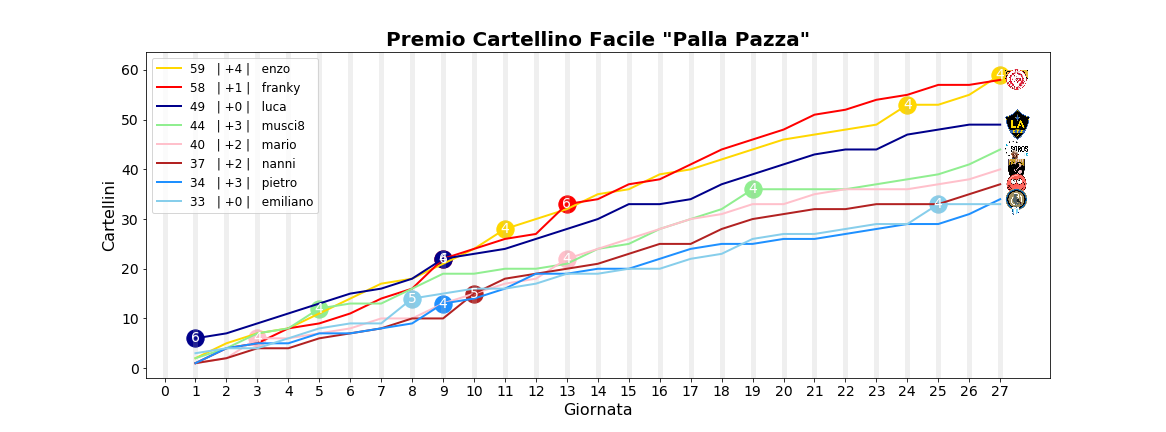 Premio Cartellino Facile "Palla Pazza"
60
50
40
30
20
10
0
Cartellini
59 | +4 | enzo
58 | +1 | franky
49 | +0 | luca
44 | +3 | musci8
40 | +2 | mario
37 | +2 | nanni
34 | +3 | pietro
33 | +0 | emiliano
4
4
6
4
4
6
4
4
5
4
5
4
4
6
LA
0 1 2 3 4 5 6 7 8 9 10 11 12 13 14 15 16 17 18 19 20 21 22 23 24 25 26 27
Giornata